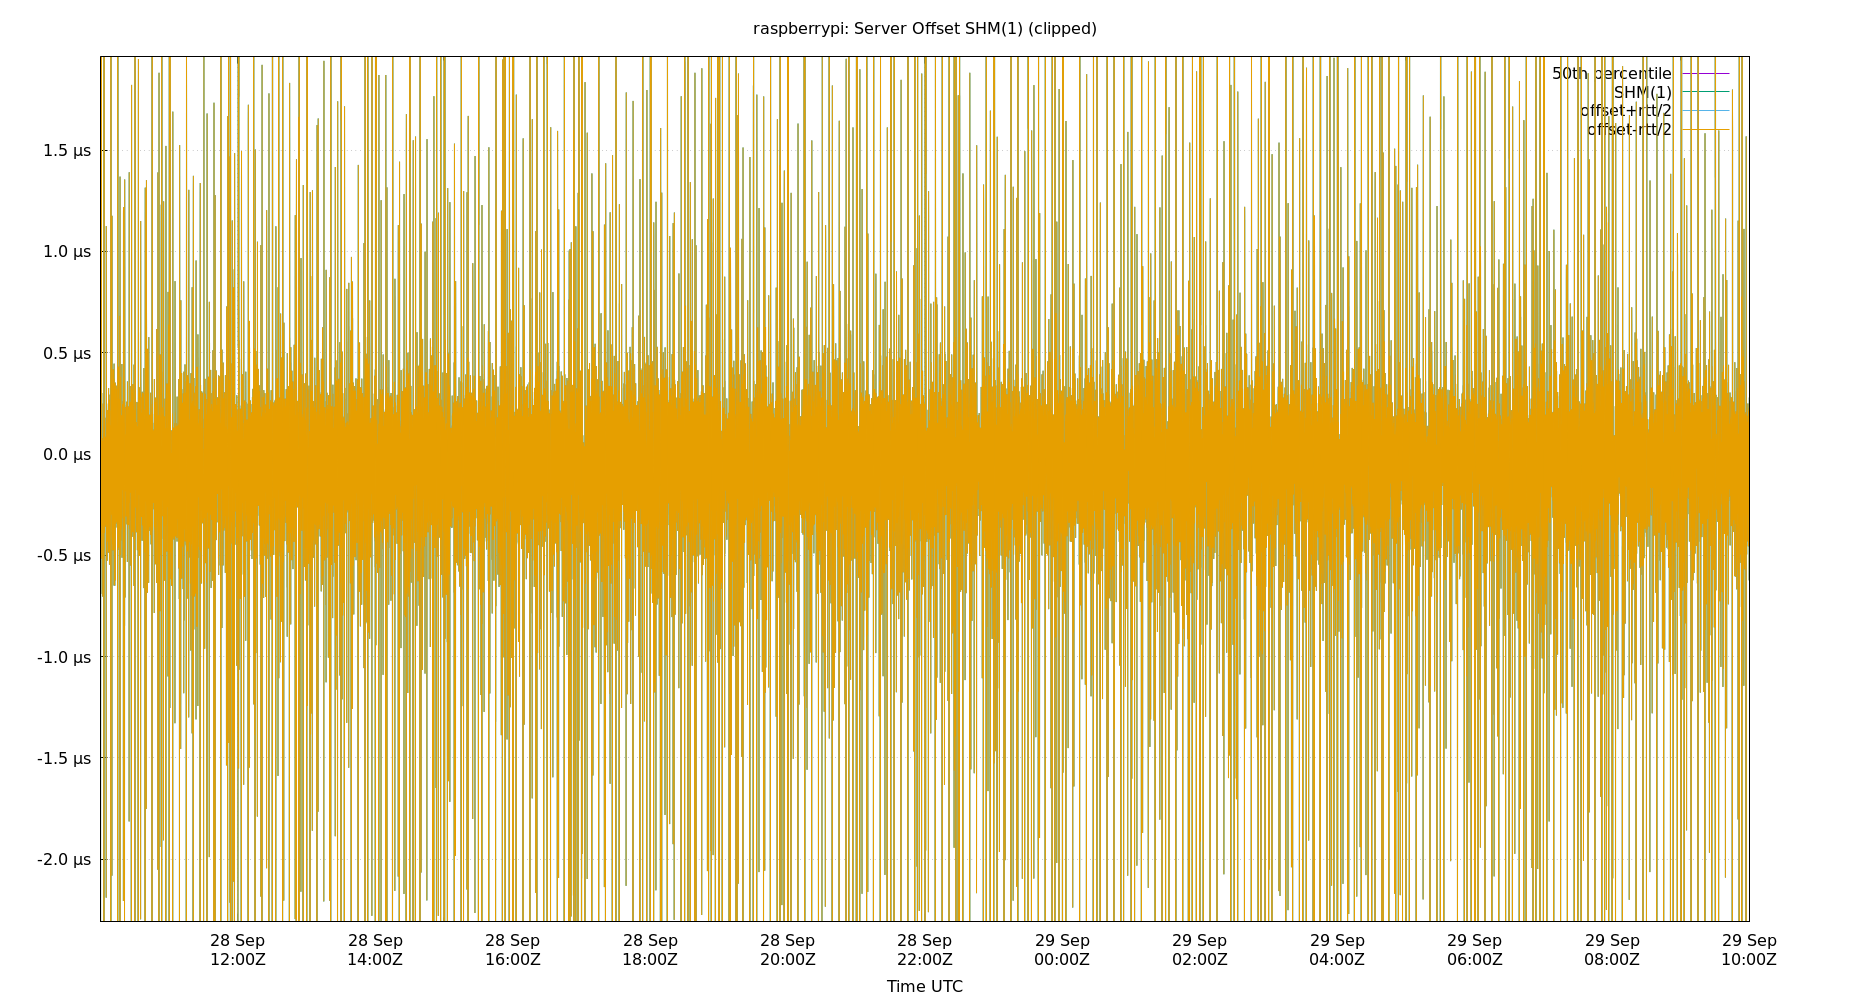 raspberrypi: Server Offset SHM(1) (clipped)
50th percentile
SHM(1)
offset+rtt/2
offset-rtt/2
1.5 µs
1.0 µs
0.5 µs
0.0 µs
-0.5 µs
-1.0 µs
-1.5 µs
-2.0 µs
28 Sep 28 Sep 28 Sep 28 Sep 28 Sep 28 Sep 29 Sep 29 Sep 29 Sep 29 Sep 29 Sep 29 Sep
12:00Z 14:00Z 16:00Z 18:00Z 20:00Z 22:00Z 00:00Z 02:00Z 04:00Z 06:00Z 08:00Z 10:00Z
Time UTC